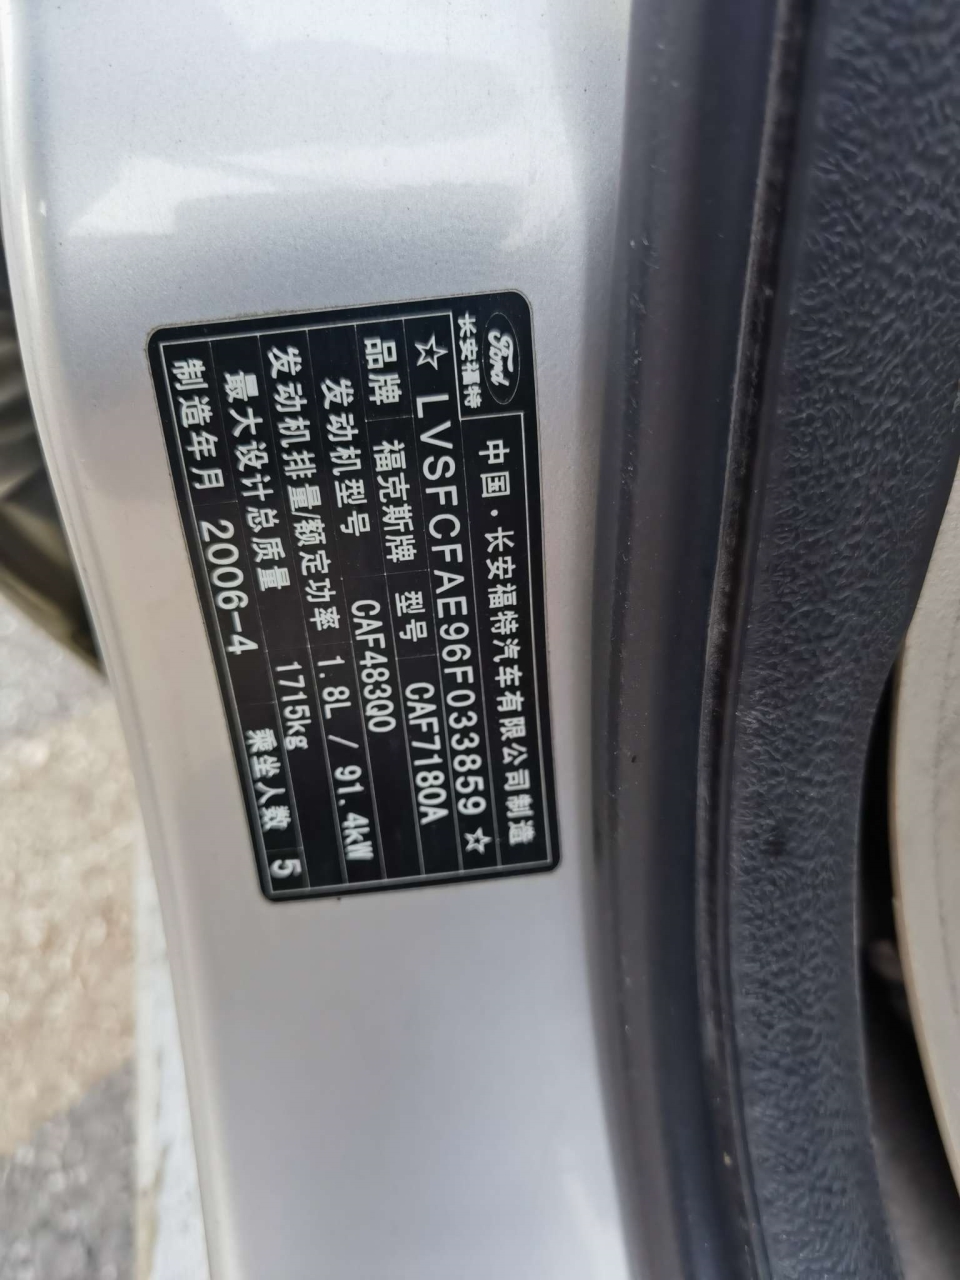 Ford
长安福特
中国·长安福特汽车有限公司制造
☆LVSFCFAE96F033859☆
品牌 福克斯牌 型号 CAF7180A
发动机型号 CAF483Q0
发动机排量/额定功率 1.8L / 91.4kW
最大设计总质量 1715kg
制造年月 2006-4 乘坐人数 5